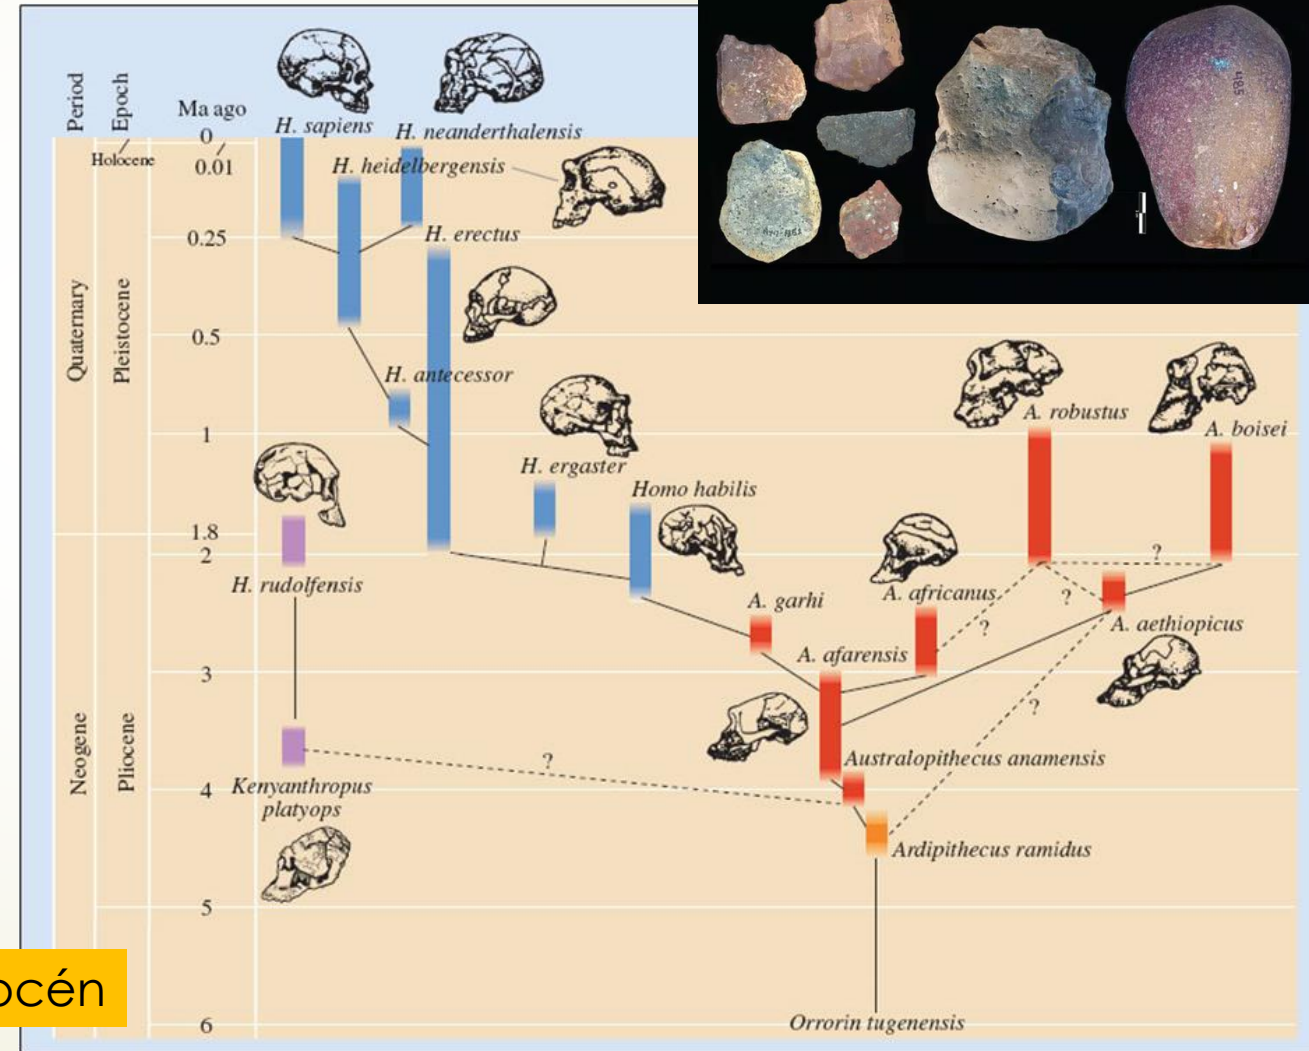 Period
Epoch
Ma ago
0
Holocene
0.01
0.25
0.5
1
1.8
2
3
4
5
6
Quaternary
Pleistocene
Neogene
Pliocene
H. sapiens
H. neanderthalensis
H. heidelbergensis
H. erectus
H. antecessor
H. ergaster
Homo habilis
H. rudolfensis
Kenyanthropus
platyops
A. garhi
A. africanus
A. afarensis
A. robustus
A. boisei
A. aethiopicus
?
?
?
?
?
Australopithecus anamensis
Ardipithecus ramidus
Orrorin tugenensis
océn
485